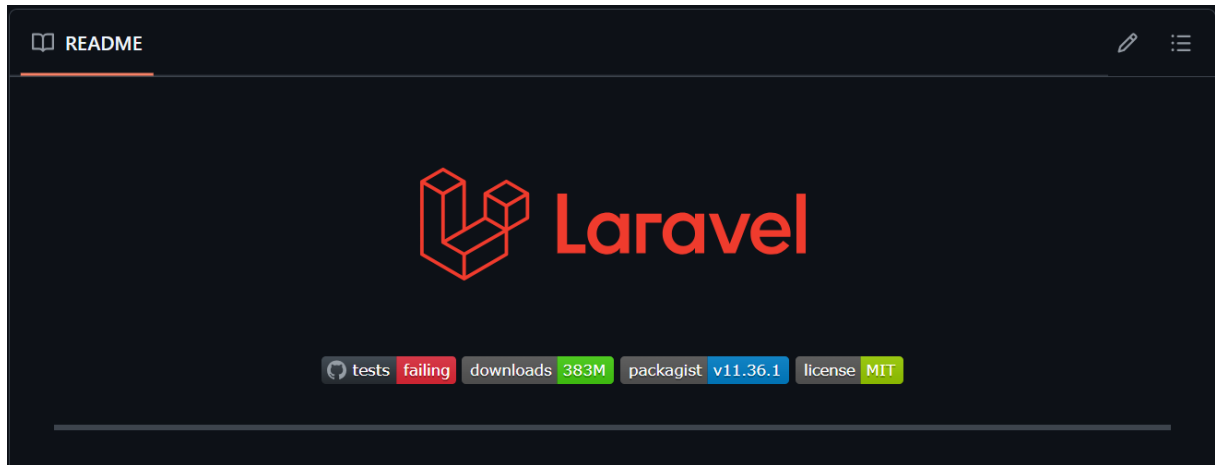 README
Laravel
tests failing downloads 383M packagist v11.36.1 license MIT